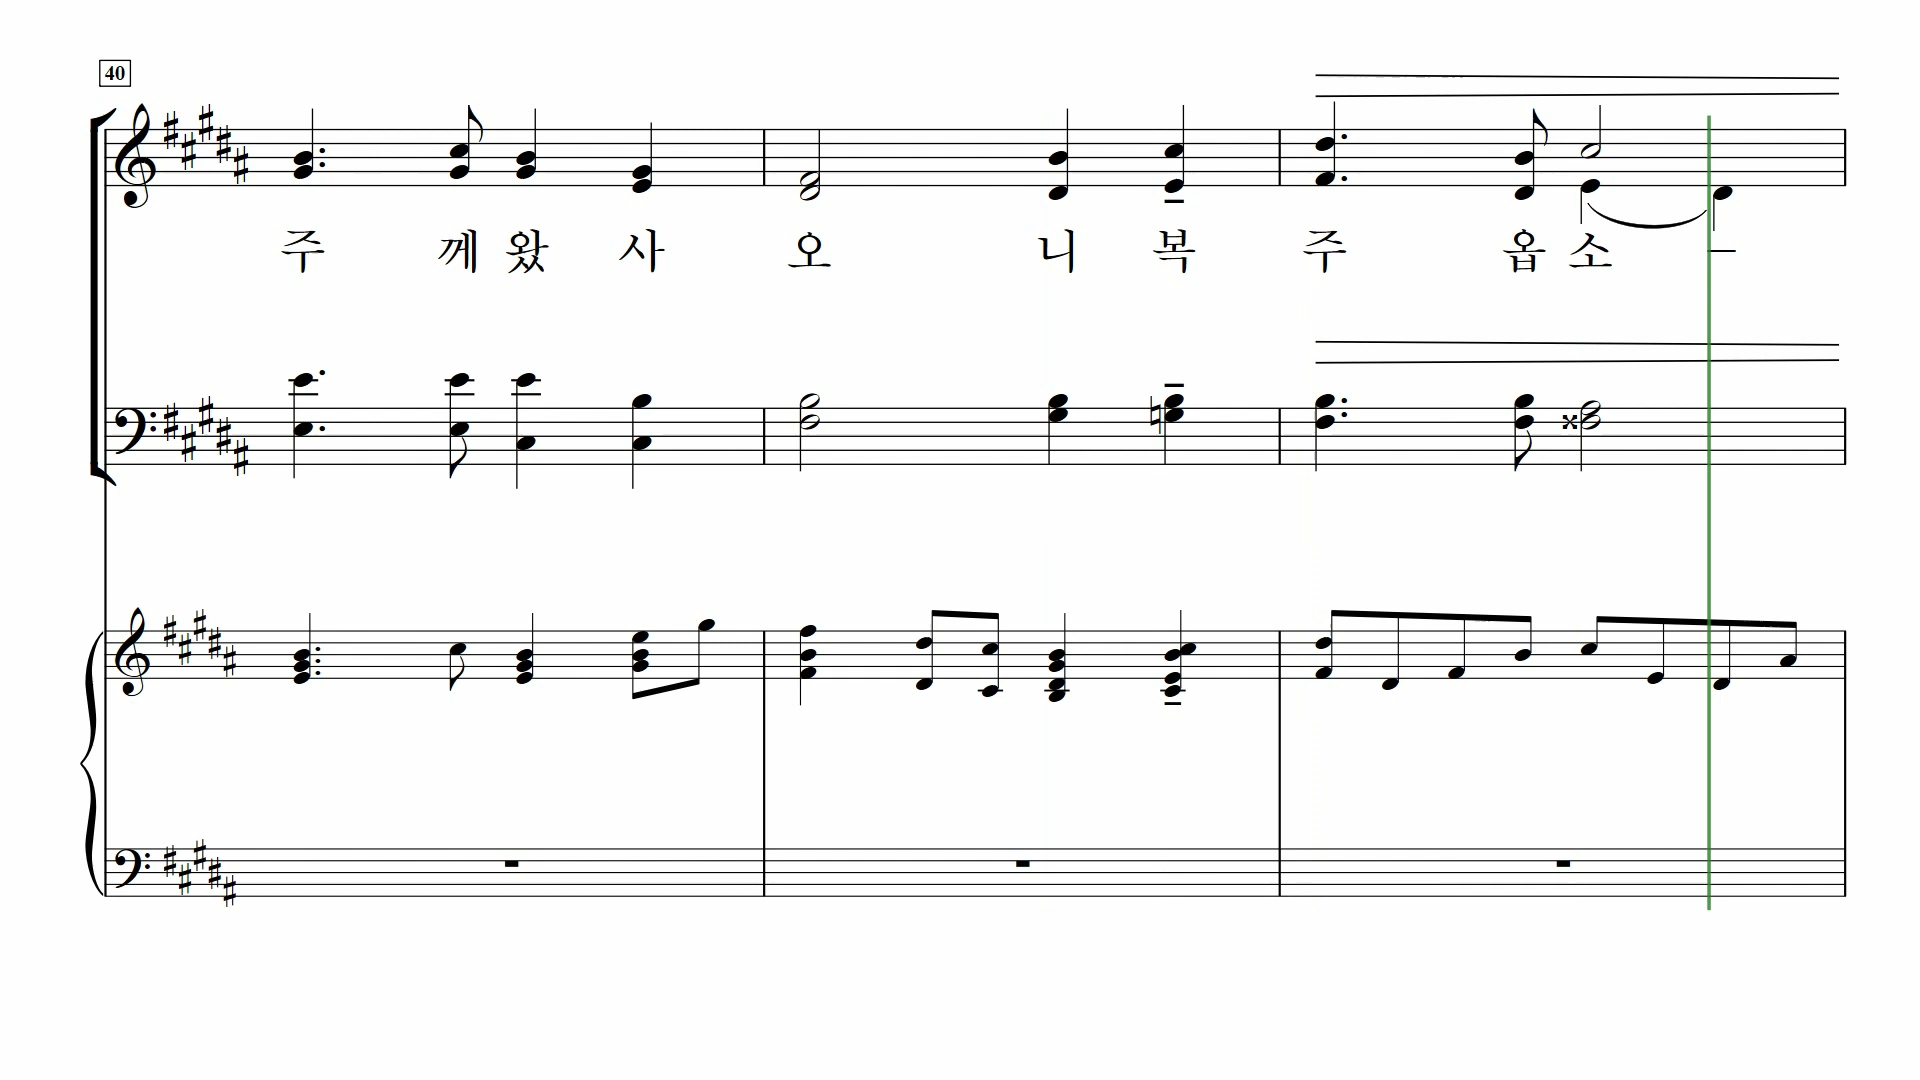 40
주 께 왔 사 오 니 복 주 옵 소 –